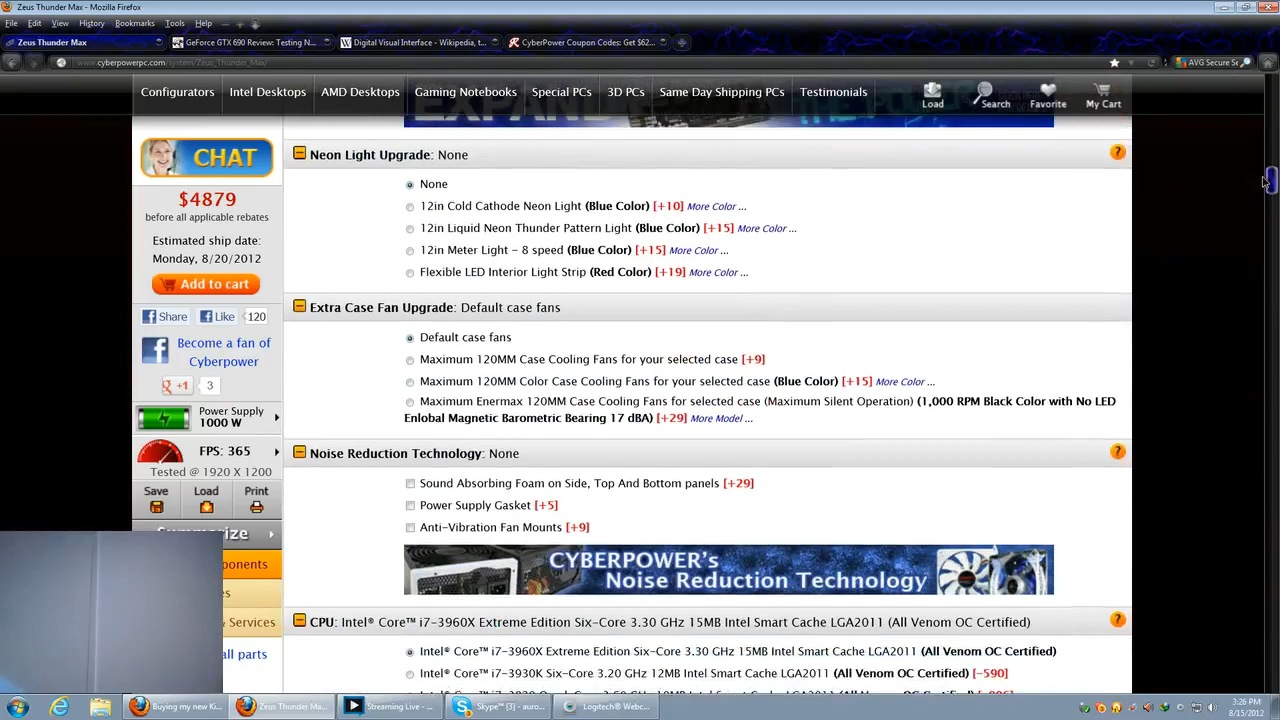 Zeus Thunder Max - Mozilla Firefox
File Edit View History Bookmarks Tools Help
Zeus Thunder Max
GeForce GTX 690 Review: Testing N...
Digital Visual Interface - Wikipedia, t...
CyberPower Coupon Codes: Get $62...
www.cyberpowerpc.com/system/Zeus_Thunder_Max/
AVG Secure Se
Configurators Intel Desktops AMD Desktops Gaming Notebooks Special PCs 3D PCs Same Day Shipping PCs Testimonials Load Search Favorite My Cart
EXPAN
CHAT
$4879
before all applicable rebates
Estimated ship date:
Monday, 8/20/2012
Add to cart
Share Like 120
Become a fan of
Cyberpower
+1 3
Power Supply
1000 W
FPS: 365
Tested @ 1920 X 1200
Save Load Print
Summarize
ponents
es
& Services
all parts
Neon Light Upgrade: None ?
None
12in Cold Cathode Neon Light (Blue Color) [+10] More Color ...
12in Liquid Neon Thunder Pattern Light (Blue Color) [+15] More Color ...
12in Meter Light - 8 speed (Blue Color) [+15] More Color ...
Flexible LED Interior Light Strip (Red Color) [+19] More Color ...
Extra Case Fan Upgrade: Default case fans
Default case fans
Maximum 120MM Case Cooling Fans for your selected case [+9]
Maximum 120MM Color Case Cooling Fans for your selected case (Blue Color) [+15] More Color ...
Maximum Enermax 120MM Case Cooling Fans for selected case (Maximum Silent Operation) (1,000 RPM Black Color with No LED
Enlobal Magnetic Barometric Bearing 17 dBA) [+29] More Model ...
Noise Reduction Technology: None ?
Sound Absorbing Foam on Side, Top And Bottom panels [+29]
Power Supply Gasket [+5]
Anti-Vibration Fan Mounts [+9]
CYBERPOWER's
Noise Reduction Technology
CPU: Intel® Core™ i7-3960X Extreme Edition Six-Core 3.30 GHz 15MB Intel Smart Cache LGA2011 (All Venom OC Certified) ?
Intel® Core™ i7-3960X Extreme Edition Six-Core 3.30 GHz 15MB Intel Smart Cache LGA2011 (All Venom OC Certified)
Intel® Core™ i7-3930K Six-Core 3.20 GHz 12MB Intel Smart Cache LGA2011 (All Venom OC Certified) [-590]
Buying my new Ki...
Zeus Thunder Max...
Streaming Live - ...
Skype™ [3] - auro...
Logitech® Webc...
3:26 PM
8/15/2012